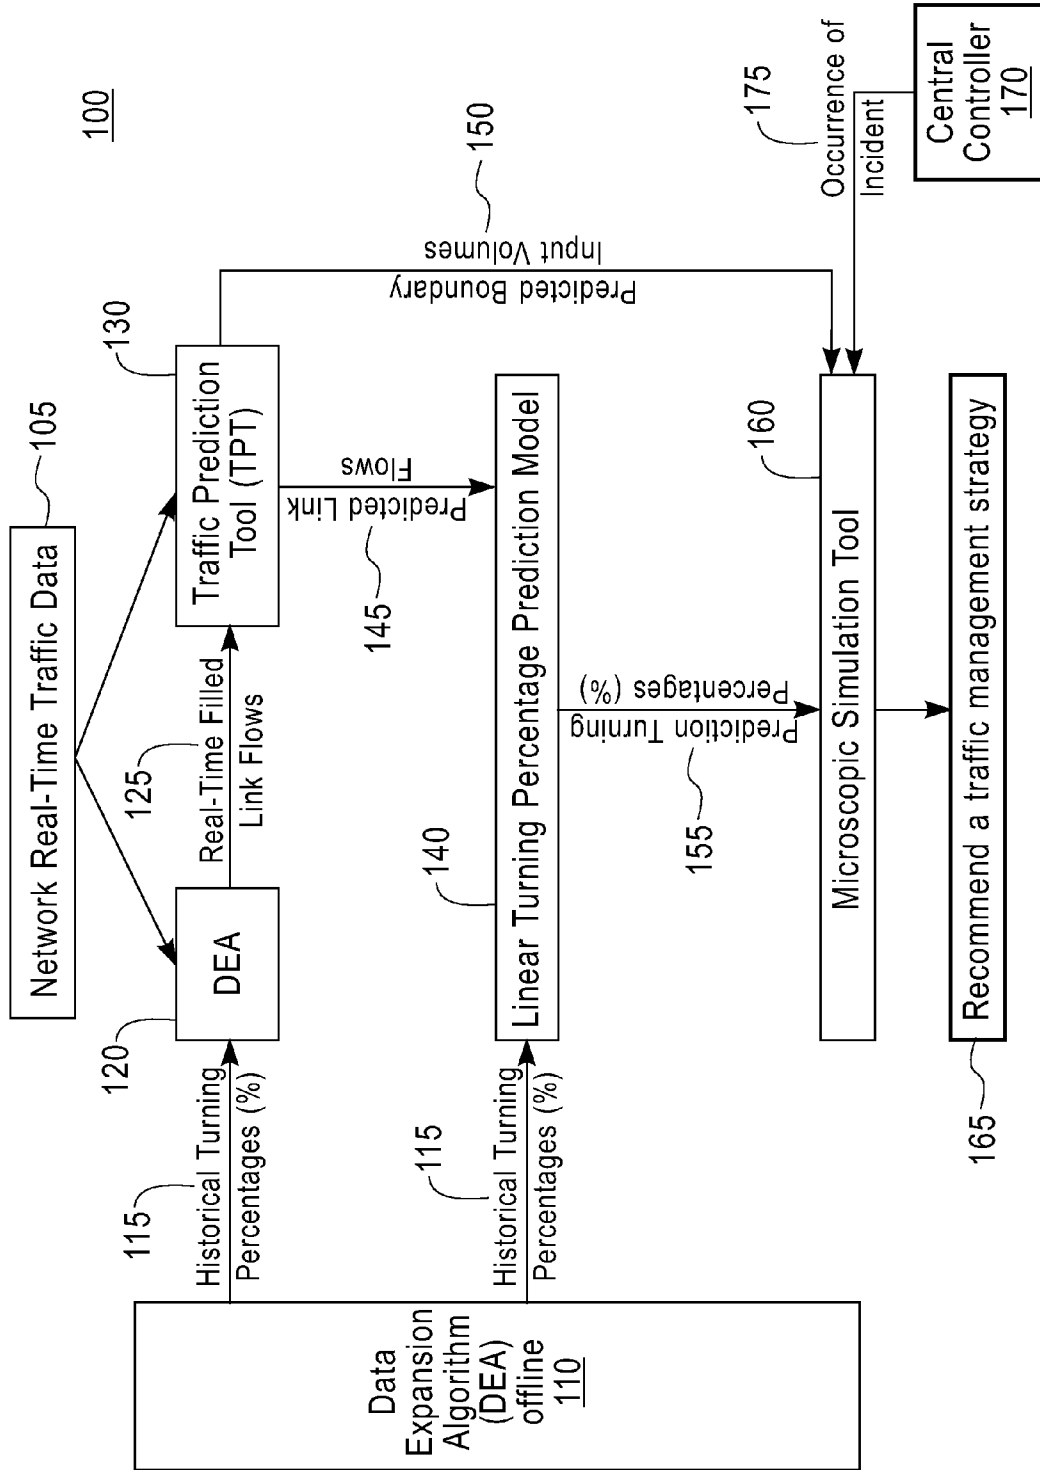 100
Network Real-Time Traffic Data
105
120
DEA
125
Real-Time Filled
Link Flows
Traffic Prediction
Tool (TPT)
130
115
Historical Turning
Percentages (%)
Predicted Link
Flows
145
Predicted Boundary
Input Volumes
150
Data
Expansion
Algorithm
(DEA)
offline
110
115
Historical Turning
Percentages (%)
140
Linear Turning Percentage Prediction Model
Prediction Turning
Percentages (%)
155
175
Occurrence of
Incident
Microscopic Simulation Tool
160
Central
Controller
170
Recommend a traffic management strategy
165